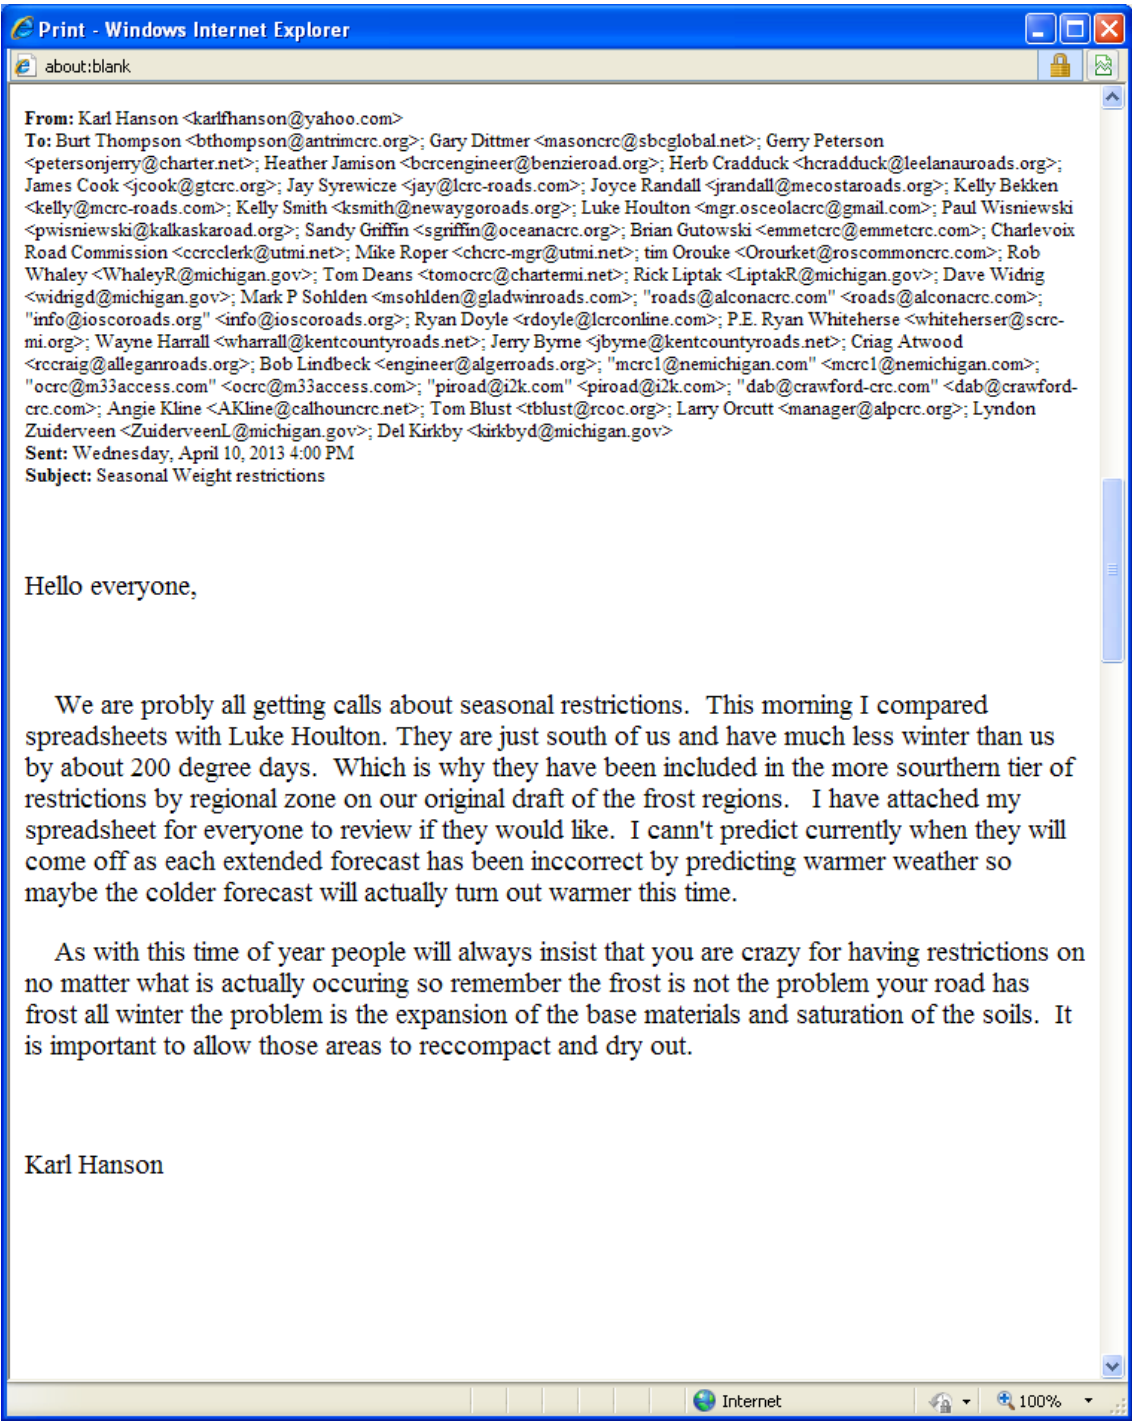 Print - Windows Internet Explorer
about:blank
From: Karl Hanson <karlfhanson@yahoo.com>
To: Burt Thompson <bthompson@antrimcrc.org>; Gary Dittmer <masoncrc@sbcglobal.net>; Gerry Peterson
<petersonjerry@charter.net>; Heather Jamison <bcrcengineer@benzieroad.org>; Herb Cradduck <hcradduck@leelanauroads.org>;
James Cook <jcook@gtcrc.org>; Jay Syrewicze <jay@lcrc-roads.com>; Joyce Randall <jrandall@mecostaroads.org>; Kelly Bekken
<kelly@mcrc-roads.com>; Kelly Smith <ksmith@newaygoroads.org>; Luke Houlton <mgr.osceolacrc@gmail.com>; Paul Wisniewski
<pwisniewski@kalkaskaroad.org>; Sandy Griffin <sgriffin@oceanacrc.org>; Brian Gutowski <emmetcrc@emmetcrc.com>; Charlevoix
Road Commission <ccrcclerk@utmi.net>; Mike Roper <chcrc-mgr@utmi.net>; tim Orouke <Orourket@roscommoncrc.com>; Rob
Whaley <WhaleyR@michigan.gov>; Tom Deans <tomocrc@chartermi.net>; Rick Liptak <LiptakR@michigan.gov>; Dave Widrig
<widrigd@michigan.gov>; Mark P Sohlden <msohlden@gladwinroads.com>; "roads@alconacrc.com" <roads@alconacrc.com>;
"info@ioscoroads.org" <info@ioscoroads.org>; Ryan Doyle <rdoyle@lcrconline.com>; P.E. Ryan Whiteherse <whiteherser@scrc-
mi.org>; Wayne Harrall <wharrall@kentcountyroads.net>; Jerry Byrne <jbyrne@kentcountyroads.net>; Criag Atwood
<rccraig@alleganroads.org>; Bob Lindbeck <engineer@algerroads.org>; "mcrc1@nemichigan.com" <mcrc1@nemichigan.com>;
"ocrc@m33access.com" <ocrc@m33access.com>; "piroad@i2k.com" <piroad@i2k.com>; "dab@crawford-crc.com" <dab@crawford-
crc.com>; Angie Kline <AKline@calhouncrc.net>; Tom Blust <tblust@rcoc.org>; Larry Orcutt <manager@alpcrc.org>; Lyndon
Zuiderveen <ZuiderveenL@michigan.gov>; Del Kirkby <kirkbyd@michigan.gov>
Sent: Wednesday, April 10, 2013 4:00 PM
Subject: Seasonal Weight restrictions
Hello everyone,
We are probly all getting calls about seasonal restrictions.  This morning I compared
spreadsheets with Luke Houlton. They are just south of us and have much less winter than us
by about 200 degree days.  Which is why they have been included in the more sourthern tier of
restrictions by regional zone on our original draft of the frost regions.   I have attached my
spreadsheet for everyone to review if they would like.  I cann't predict currently when they will
come off as each extended forecast has been inccorrect by predicting warmer weather so
maybe the colder forecast will actually turn out warmer this time.
As with this time of year people will always insist that you are crazy for having restrictions on
no matter what is actually occuring so remember the frost is not the problem your road has
frost all winter the problem is the expansion of the base materials and saturation of the soils.  It
is important to allow those areas to reccompact and dry out.
Karl Hanson
Internet
100%